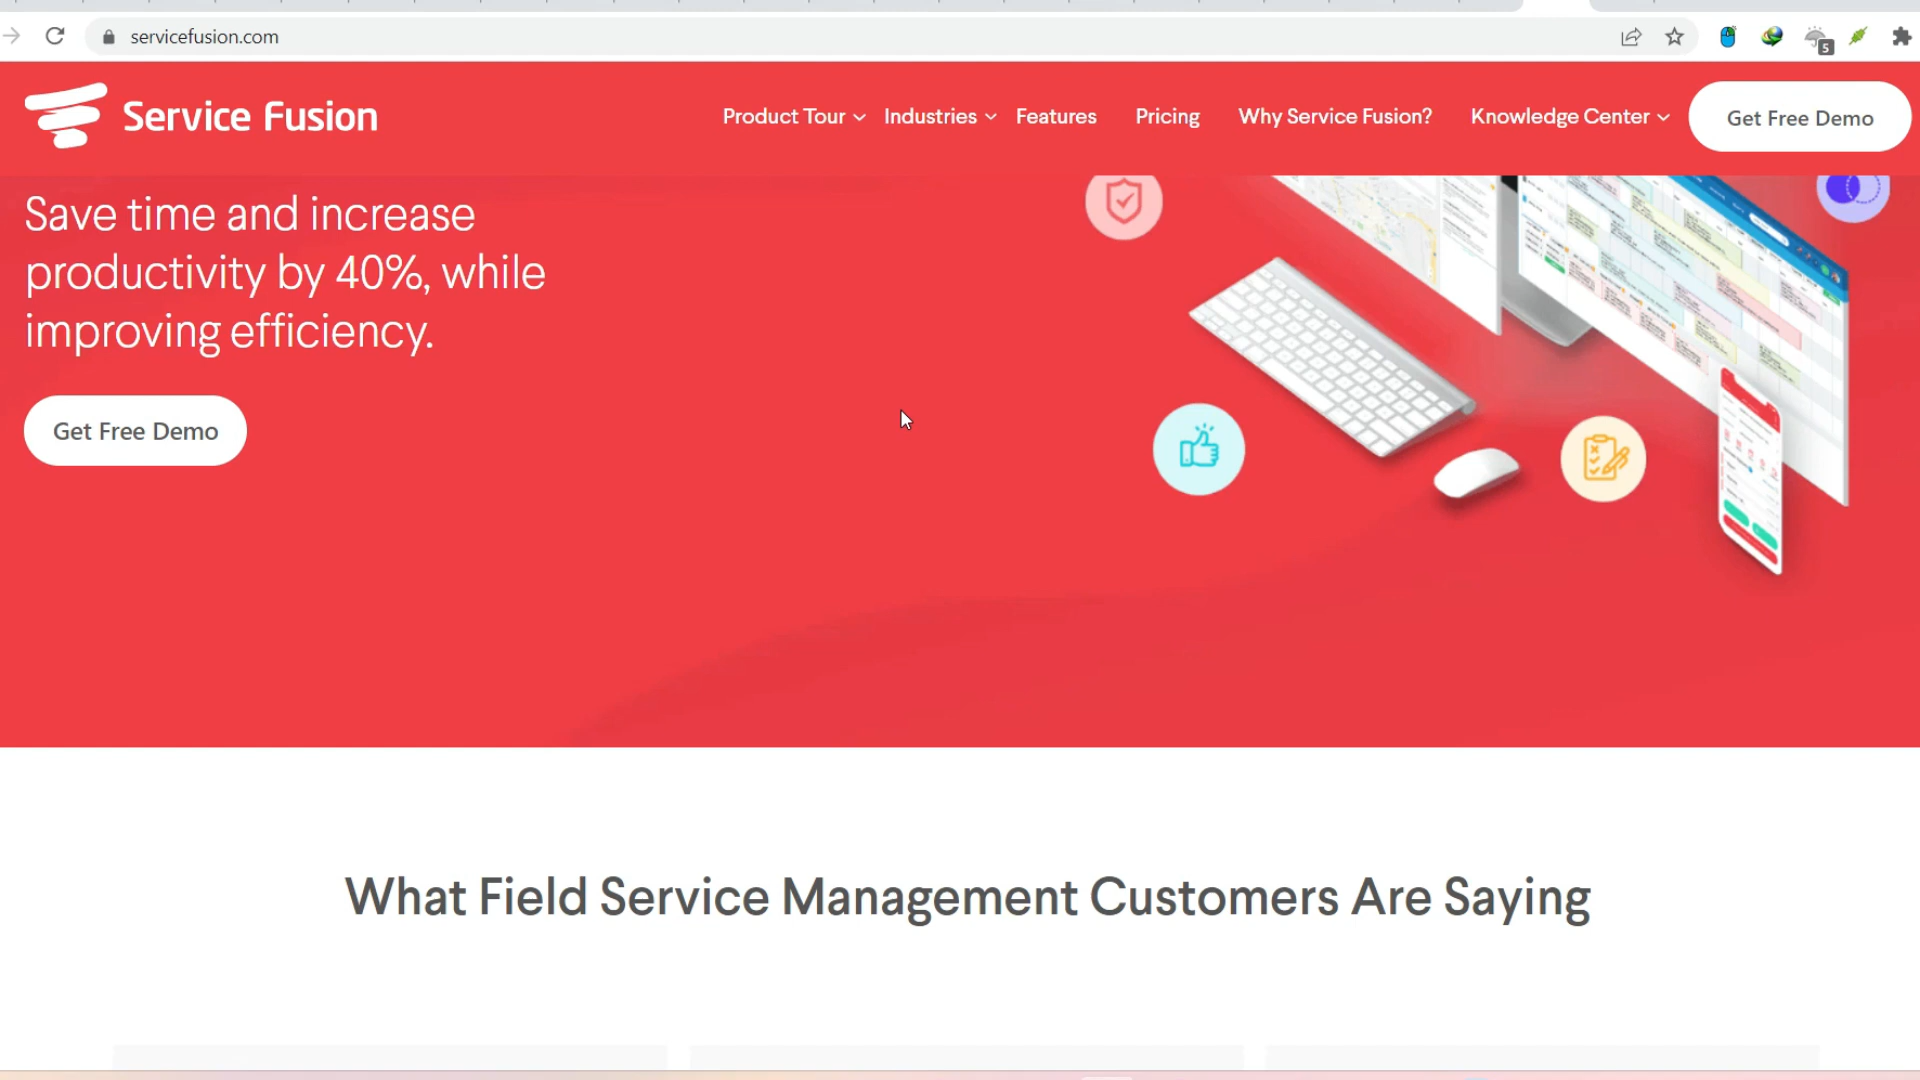 servicefusion.com
5
Service Fusion
Product Tour
Industries
Features
Pricing
Why Service Fusion?
Knowledge Center
Get Free Demo
Save time and increase
productivity by 40%, while
improving efficiency.
Get Free Demo
What Field Service Management Customers Are Saying